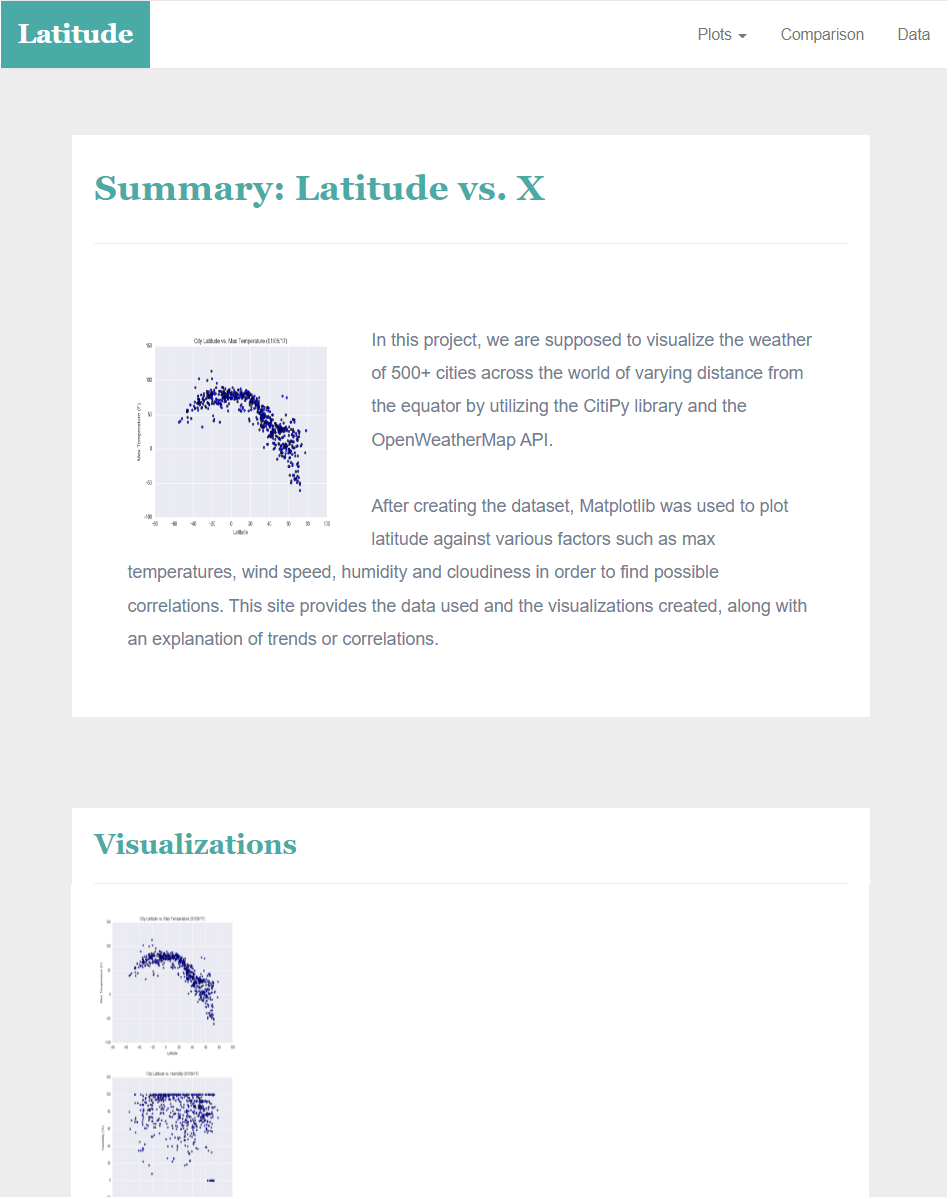 Latitude
Plots
Comparison
Data
Summary: Latitude vs. X
City Latitude vs. Max Temperature (01/05/17)
150
100
50
0
-50
-100
Max Temperature (F)
-80 -60 -40 -20 0 20 40 60 80 100
Latitude
In this project, we are supposed to visualize the weather
of 500+ cities across the world of varying distance from
the equator by utilizing the CitiPy library and the
OpenWeatherMap API.
After creating the dataset, Matplotlib was used to plot
latitude against various factors such as max
temperatures, wind speed, humidity and cloudiness in order to find possible
correlations. This site provides the data used and the visualizations created, along with
an explanation of trends or correlations.
Visualizations
City Latitude vs. Max Temperature
Latitude
City Latitude vs. Humidity
Humidity (%)